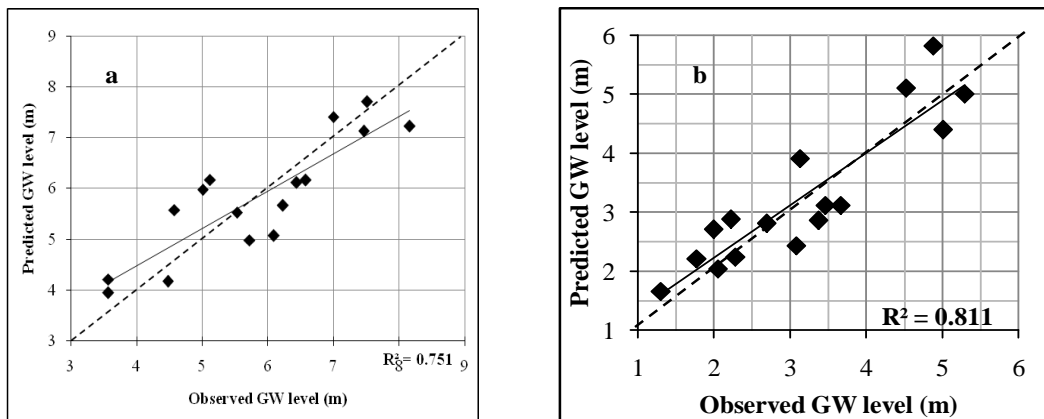 9
8
7
6
5
4
3
a
Predicted GW level (m)
3 4 5 6 7 8 9
R² = 0.751
Observed GW level (m)
6
5
4
3
2
1
b
Predicted GW level (m)
R² = 0.811
1 2 3 4 5 6
Observed GW level (m)